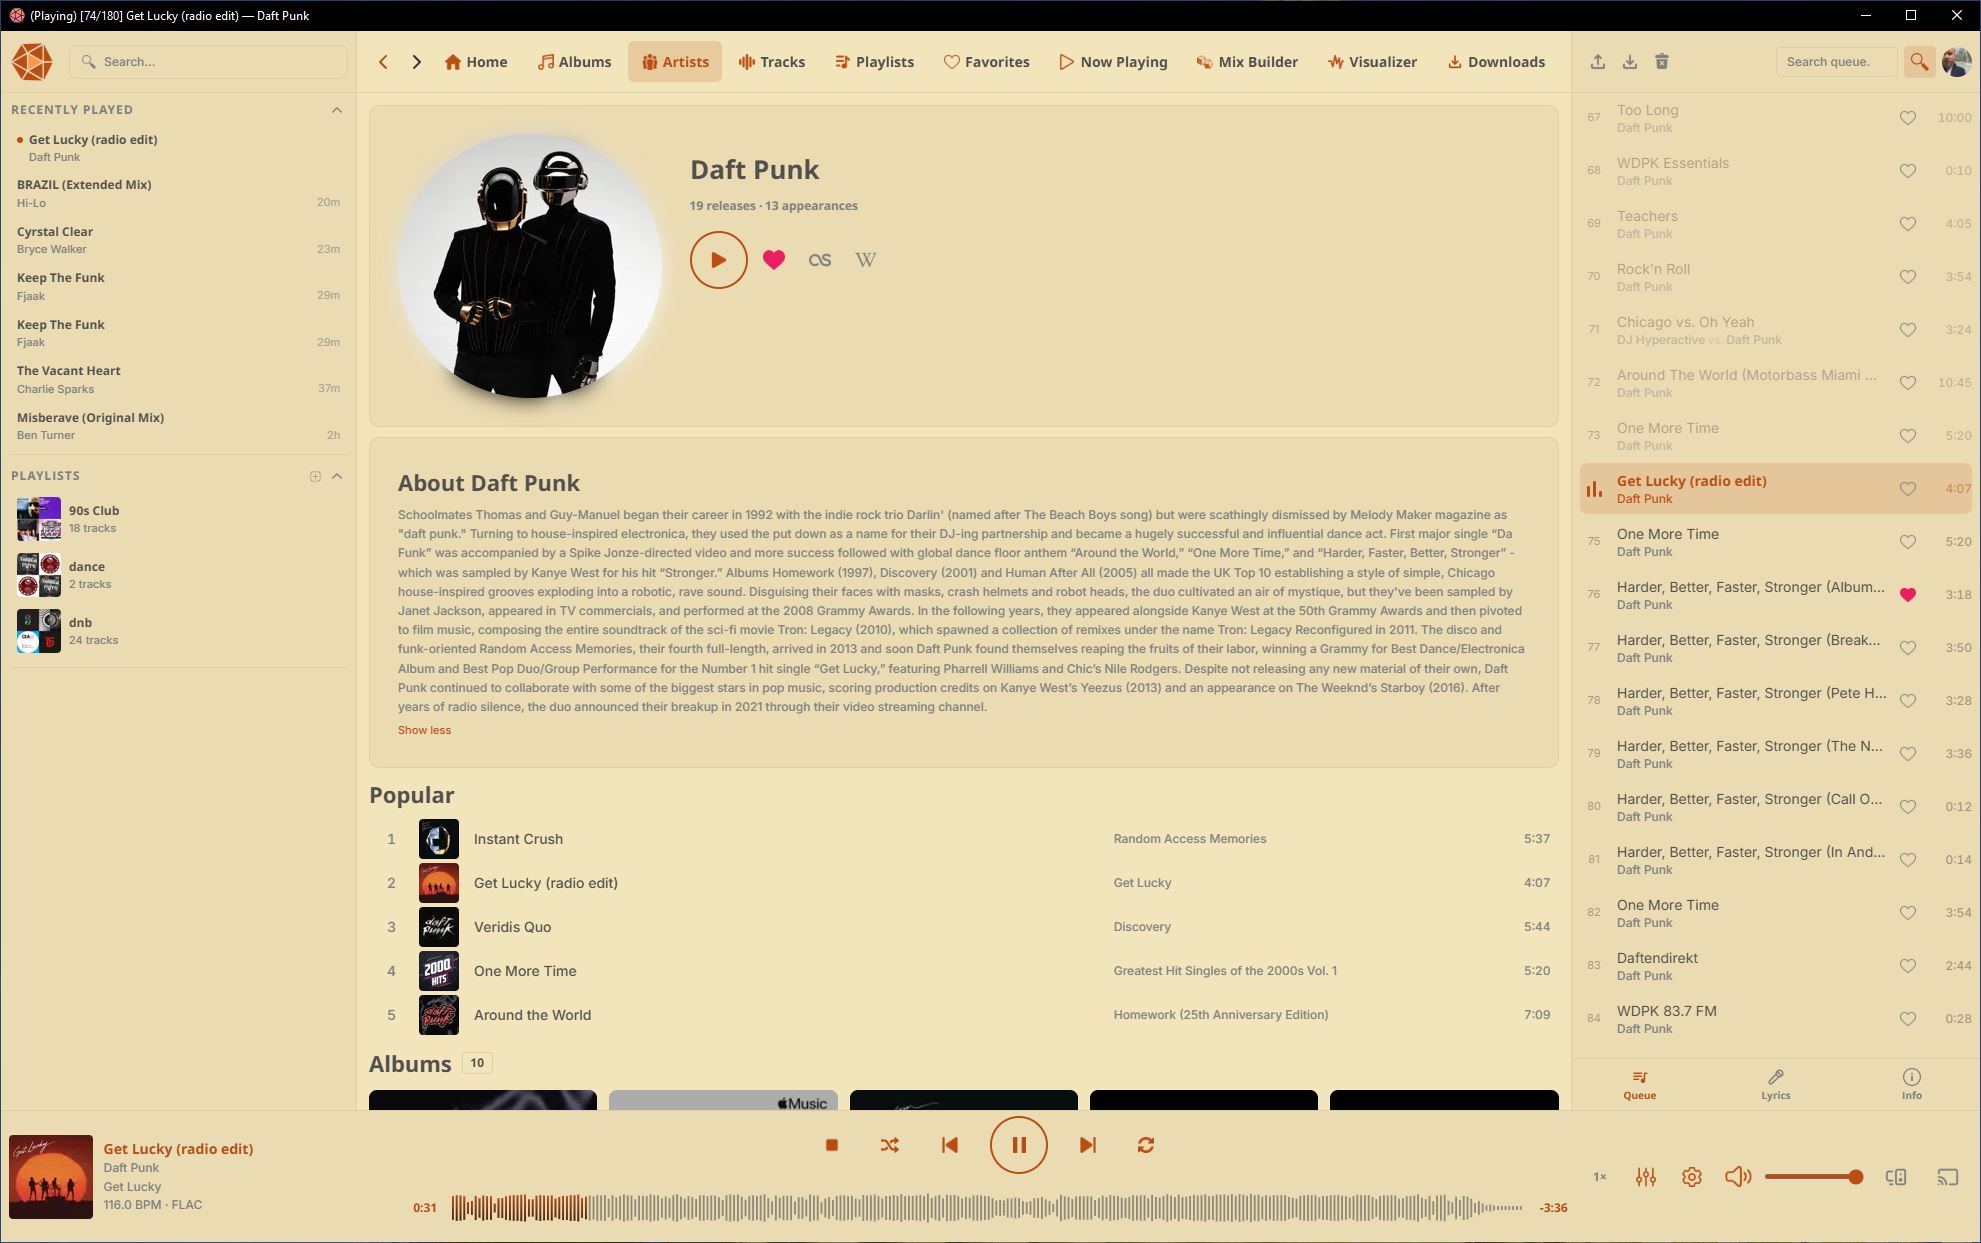 (Playing) [74/180] Get Lucky (radio edit) — Daft Punk
Search...
Home
Albums
Artists
Tracks
Playlists
Favorites
Now Playing
Mix Builder
Visualizer
Downloads
Search queue.
RECENTLY PLAYED
Get Lucky (radio edit)
Daft Punk
BRAZIL (Extended Mix)
Hi-Lo
20m
Cyrstal Clear
Bryce Walker
23m
Keep The Funk
Fjaak
29m
Keep The Funk
Fjaak
29m
The Vacant Heart
Charlie Sparks
37m
Misberave (Original Mix)
Ben Turner
2h
PLAYLISTS
90s Club
18 tracks
dance
2 tracks
dnb
24 tracks
Daft Punk
19 releases · 13 appearances
About Daft Punk
Schoolmates Thomas and Guy-Manuel began their career in 1992 with the indie rock trio Darlin' (named after The Beach Boys song) but were scathingly dismissed by Melody Maker magazine as
"daft punk." Turning to house-inspired electronica, they used the put down as a name for their DJ-ing partnership and became a hugely successful and influential dance act. First major single “Da
Funk” was accompanied by a Spike Jonze-directed video and more success followed with global dance floor anthem “Around the World,” “One More Time,” and “Harder, Faster, Better, Stronger” -
which was sampled by Kanye West for his hit “Stronger.” Albums Homework (1997), Discovery (2001) and Human After All (2005) all made the UK Top 10 establishing a style of simple, Chicago
house-inspired grooves exploding into a robotic, rave sound. Disguising their faces with masks, crash helmets and robot heads, the duo cultivated an air of mystique, but they've been sampled by
Janet Jackson, appeared in TV commercials, and performed at the 2008 Grammy Awards. In the following years, they appeared alongside Kanye West at the 50th Grammy Awards and then pivoted
to film music, composing the entire soundtrack of the sci-fi movie Tron: Legacy (2010), which spawned a collection of remixes under the name Tron: Legacy Reconfigured in 2011. The disco and
funk-oriented Random Access Memories, their fourth full-length, arrived in 2013 and soon Daft Punk found themselves reaping the fruits of their labor, winning a Grammy for Best Dance/Electronica
Album and Best Pop Duo/Group Performance for the Number 1 hit single “Get Lucky,” featuring Pharrell Williams and Chic’s Nile Rodgers. Despite not releasing any new material of their own, Daft
Punk continued to collaborate with some of the biggest stars in pop music, scoring production credits on Kanye West’s Yeezus (2013) and an appearance on The Weeknd’s Starboy (2016). After
years of radio silence, the duo announced their breakup in 2021 through their video streaming channel.
Show less
Popular
1 Instant Crush Random Access Memories 5:37
2 Get Lucky (radio edit) Get Lucky 4:07
3 Veridis Quo Discovery 5:44
4 One More Time Greatest Hit Singles of the 2000s Vol. 1 5:20
5 Around the World Homework (25th Anniversary Edition) 7:09
Albums 10
Music
67 Too Long 10:00
Daft Punk
68 WDPK Essentials 0:10
Daft Punk
69 Teachers 4:05
Daft Punk
70 Rock'n Roll 3:54
Daft Punk
71 Chicago vs. Oh Yeah 3:24
DJ Hyperactive vs. Daft Punk
72 Around The World (Motorbass Miami ... 10:45
Daft Punk
73 One More Time 5:20
Daft Punk
Get Lucky (radio edit) 4:07
Daft Punk
75 One More Time 5:20
Daft Punk
76 Harder, Better, Faster, Stronger (Album... 3:18
Daft Punk
77 Harder, Better, Faster, Stronger (Break... 3:50
Daft Punk
78 Harder, Better, Faster, Stronger (Pete H... 3:28
Daft Punk
79 Harder, Better, Faster, Stronger (The N... 3:36
Daft Punk
80 Harder, Better, Faster, Stronger (Call O... 0:12
Daft Punk
81 Harder, Better, Faster, Stronger (In And... 0:14
Daft Punk
82 One More Time 3:54
Daft Punk
83 Daftendirekt 2:44
Daft Punk
84 WDPK 83.7 FM 0:28
Daft Punk
Queue
Lyrics
Info
Get Lucky (radio edit)
Daft Punk
Get Lucky
116.0 BPM · FLAC
0:31
-3:36
1×